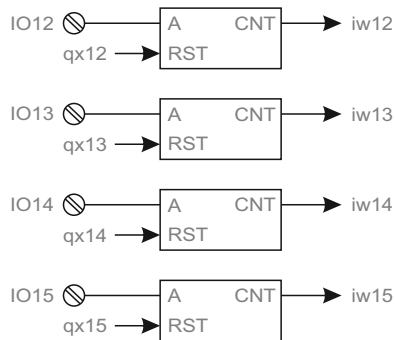 IO12 A CNT iw12
qx12 RST
IO13 A CNT iw13
qx13 RST
IO14 A CNT iw14
qx14 RST
IO15 A CNT iw15
qx15 RST